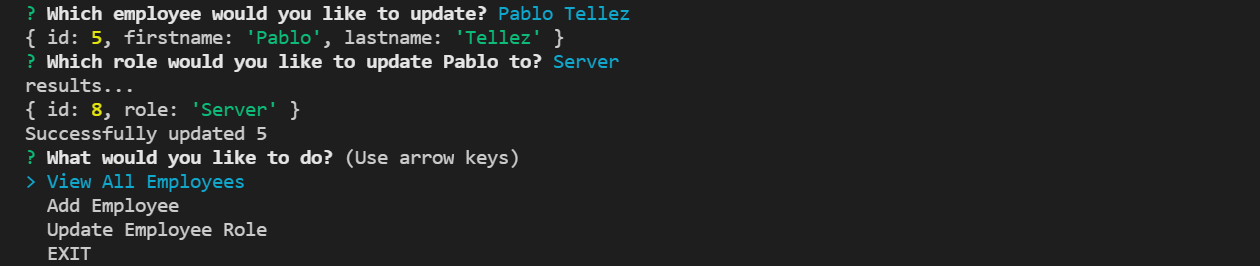 ? Which employee would you like to update? Pablo Tellez
{ id: 5, firstname: 'Pablo', lastname: 'Tellez' }
? Which role would you like to update Pablo to? Server
results...
{ id: 8, role: 'Server' }
Successfully updated 5
? What would you like to do? (Use arrow keys)
> View All Employees
  Add Employee
  Update Employee Role
  EXIT